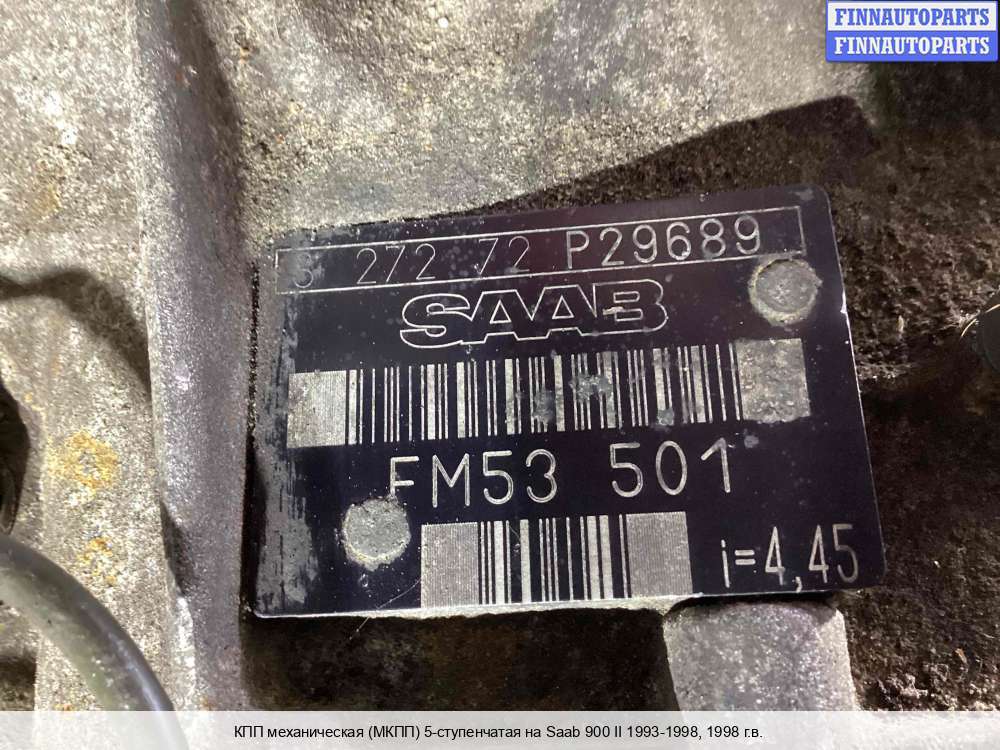 FINNAUTOPARTS
FINNAUTOPARTS
272 72 P29689
SAAB
FM53 501
i=4,45
КПП механическая (МКПП) 5-ступенчатая на Saab 900 II 1993-1998, 1998 г.в.